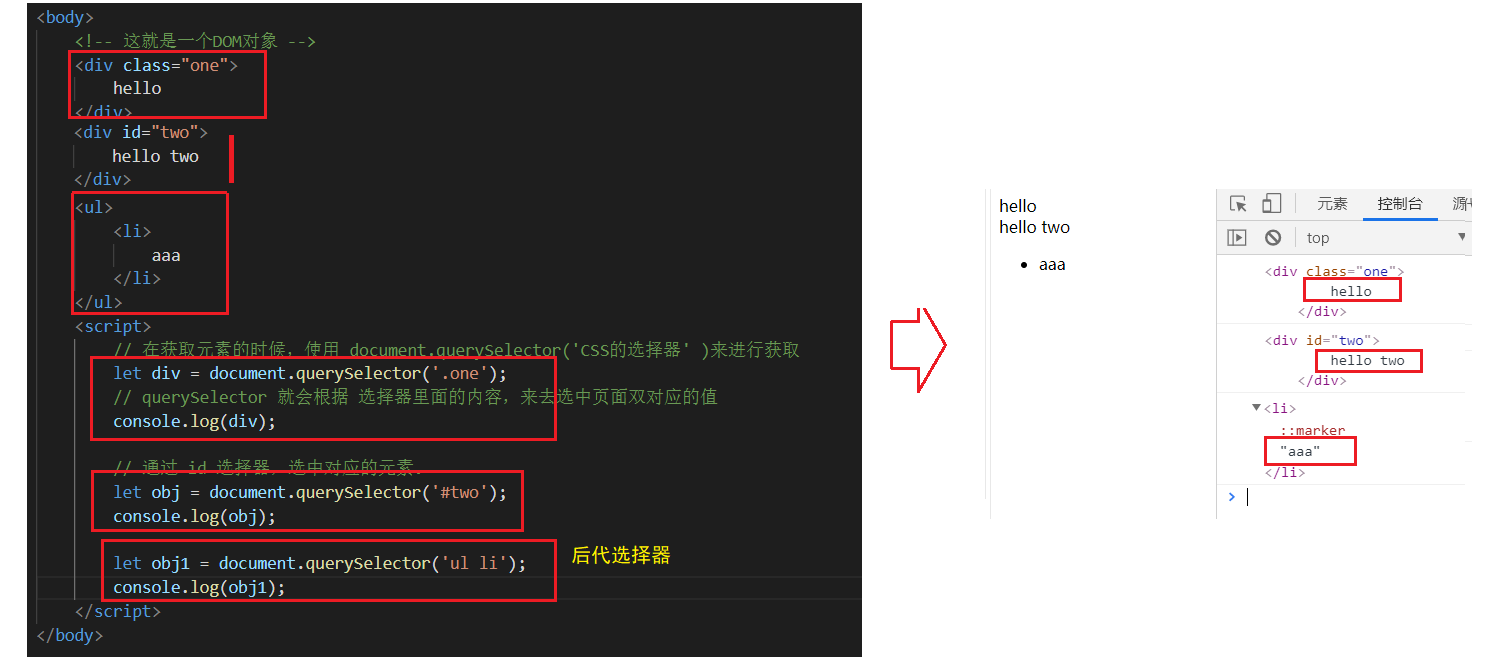 <body>
<!-- 这就是一个DOM对象 -->
<div class="one">
hello
</div>
<div id="two">
hello two
</div>
<ul>
<li>
aaa
</li>
</ul>
<script>
// 在获取元素的时候，使用 document.querySelector('CSS的选择器' )来进行获取
let div = document.querySelector('.one');
// querySelector 就会根据 选择器里面的内容，来去选中页面双对应的值
console.log(div);
// 通过 id 选择器，选中对应的元素.
let obj = document.querySelector('#two');
console.log(obj);
let obj1 = document.querySelector('ul li');
后代选择器
console.log(obj1);
</script>
</body>
hello
hello two
• aaa
元素 控制台
top
<div class="one">
hello
</div>
<div id="two">
hello two
</div>
<li>
::marker
"aaa"
</li>
>